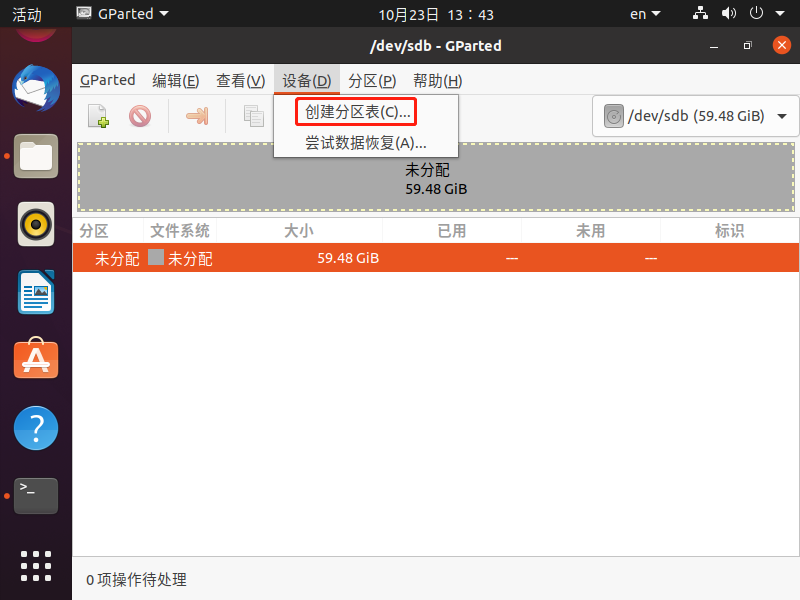 活动 GParted 10月23日 13：43 en
/dev/sdb - GParted
GParted 编辑(E) 查看(V) 设备(D) 分区(P) 帮助(H)
创建分区表(C)... /dev/sdb (59.48 GiB)
尝试数据恢复(A)...
未分配
59.48 GiB
分区 文件系统 大小 已用 未用 标识
未分配 未分配 59.48 GiB --- ---
0 项操作待处理